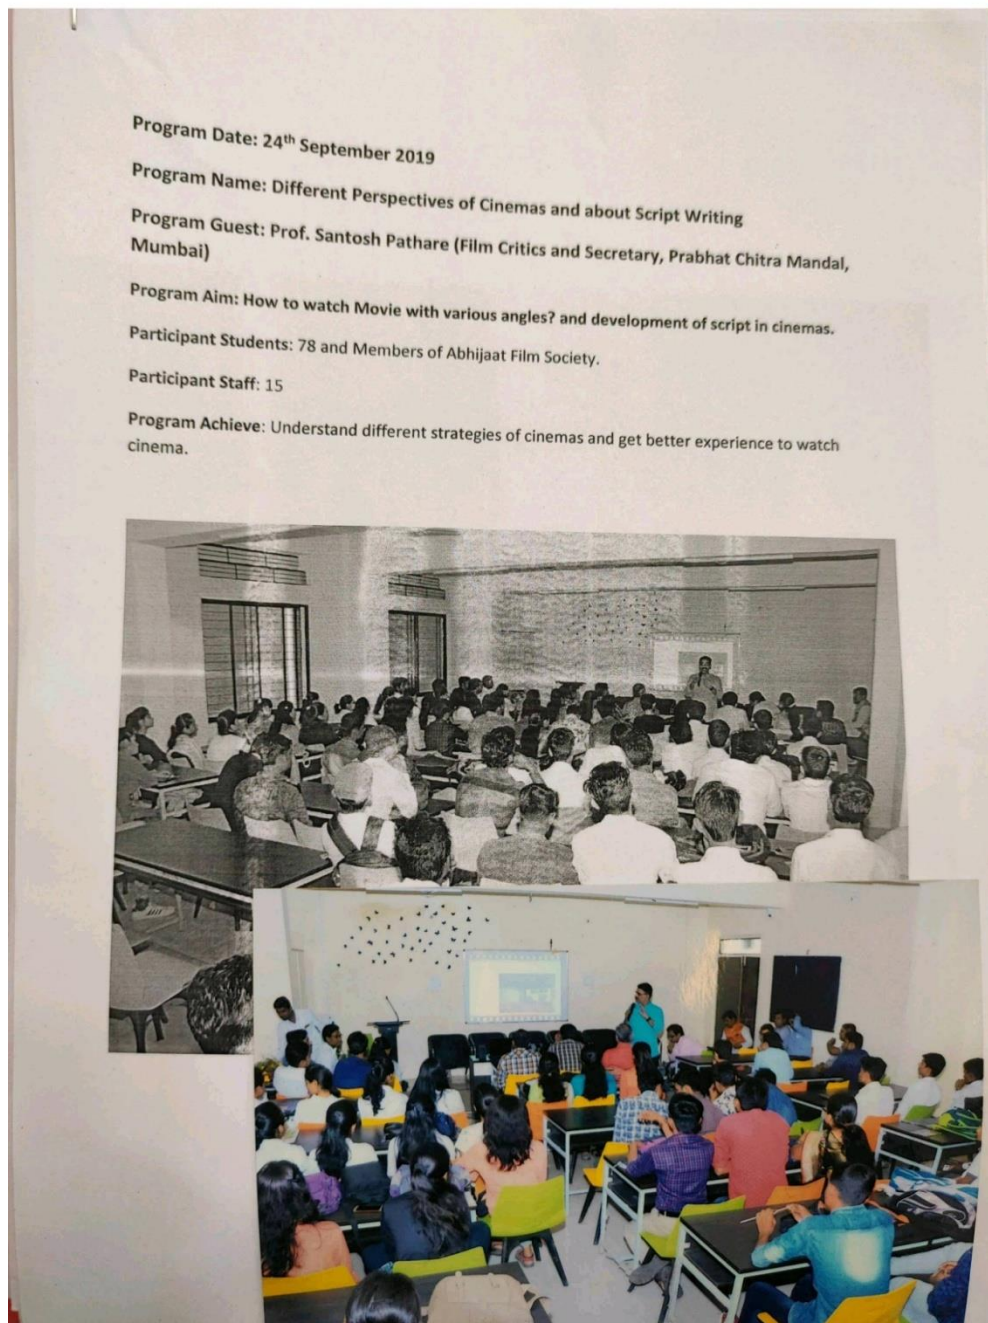 Program Date: 24th September 2019
Program Name: Different Perspectives of Cinemas and about Script Writing
Program Guest: Prof. Santosh Pathare (Film Critics and Secretary, Prabhat Chitra Mandal,
Mumbai)
Program Aim: How to watch Movie with various angles? and development of script in cinemas.
Participant Students: 78 and Members of Abhijaat Film Society.
Participant Staff: 15
Program Achieve: Understand different strategies of cinemas and get better experience to watch
cinema.